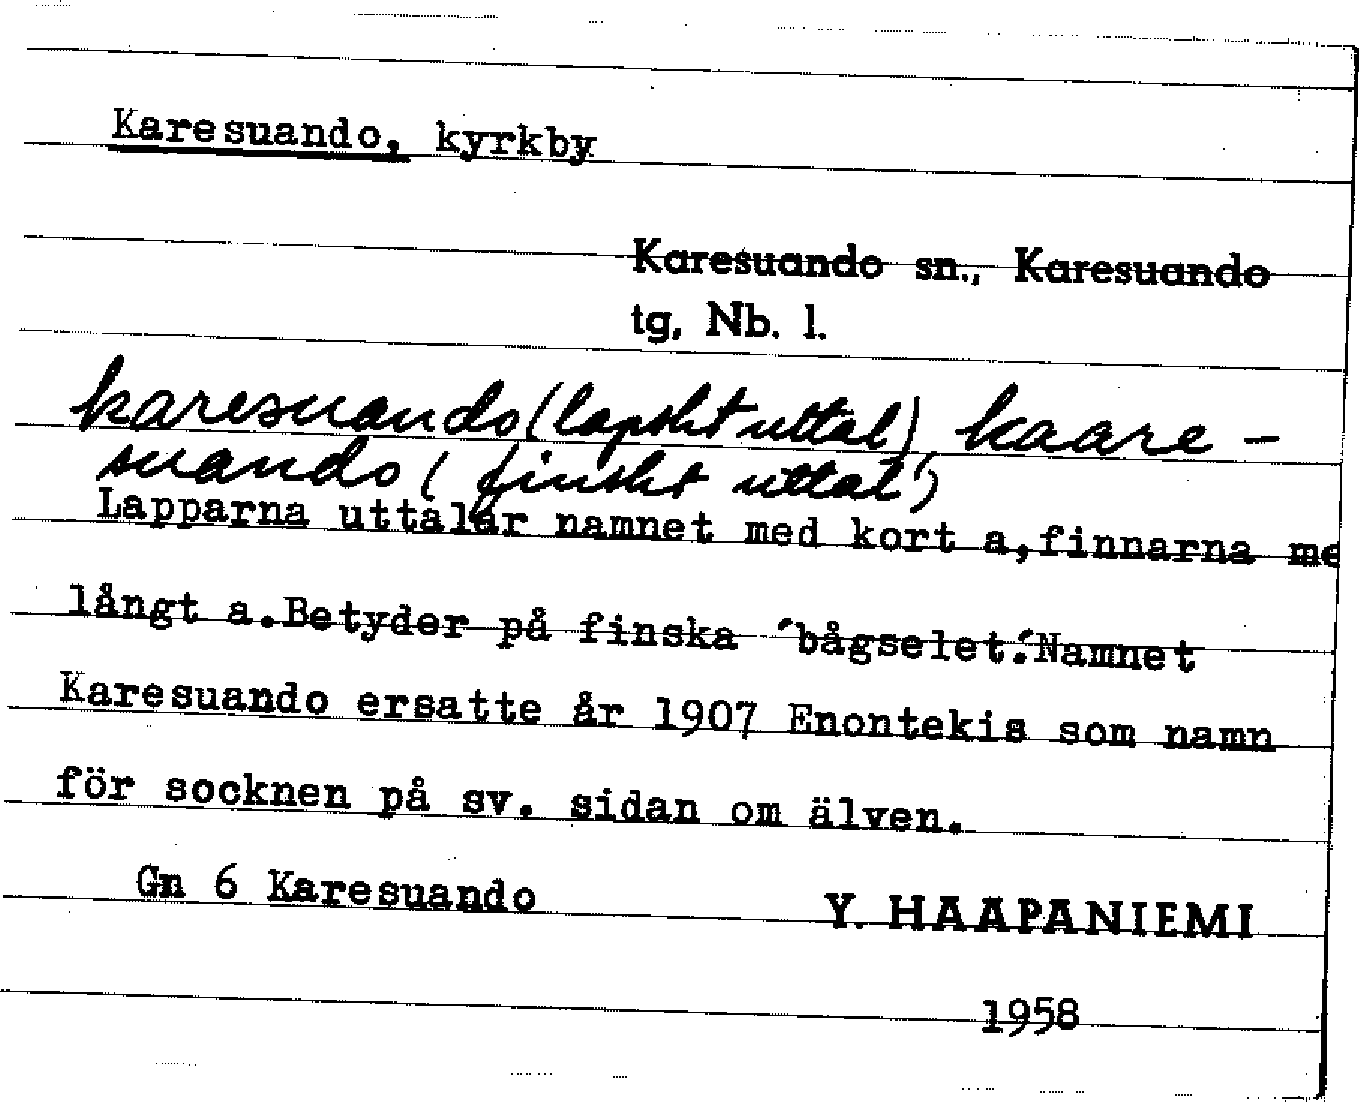 Karesuando, kyrkby
Karesuando sn., Karesuando
tg, Nb. l.
karesuando (lapskt uttal) kaare-
suando (finskt uttal)
Lapparna uttalar namnet med kort a,finnarna me
långt a.Betyder på finska ´bågselet´.Namnet
Karesuando ersatte år 1907 Enontekis som namn
för socknen på sv. sidan om älven.
Gn 6 Karesuando
Y. HAAPANIEMI
1958